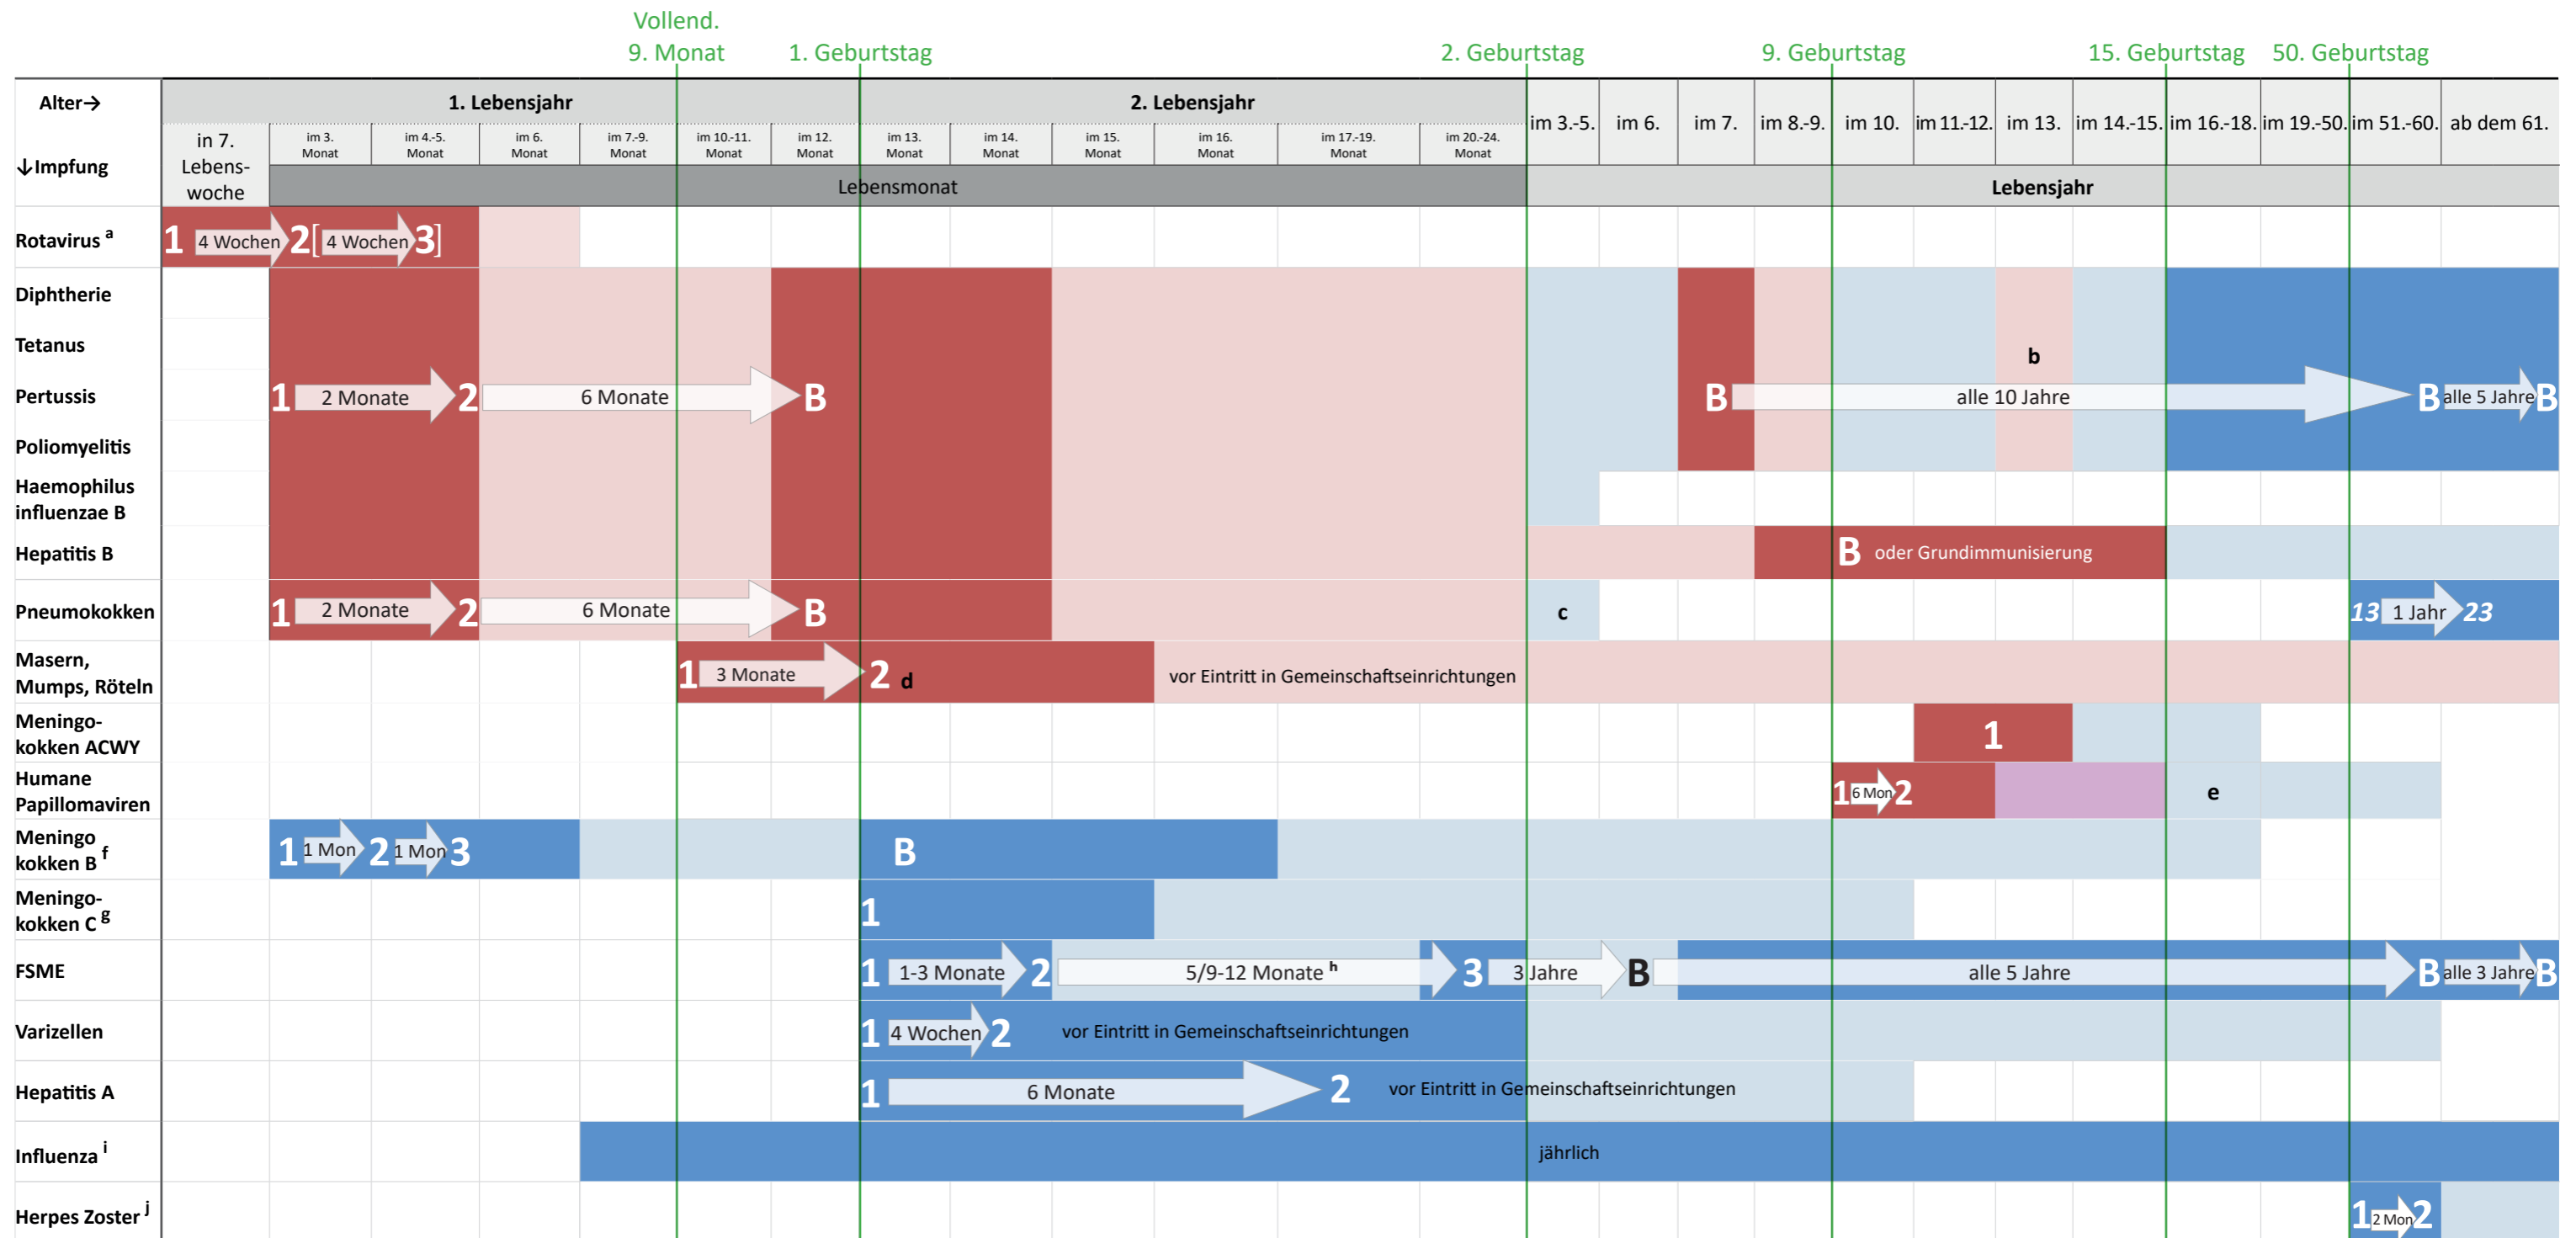 Vollend.
9. Monat
1. Geburtstag
2. Geburtstag
9. Geburtstag
15. Geburtstag
50. Geburtstag
Alter→
1. Lebensjahr
2. Lebensjahr
↓Impfung
in 7.
Lebens-
woche
im 3.
Monat
im 4.-5.
Monat
im 6.
Monat
im 7.-9.
Monat
im 10.-11.
Monat
im 12.
Monat
im 13.
Monat
im 14.
Monat
im 15.
Monat
im 16.
Monat
im 17.-19.
Monat
im 20.-24.
Monat
im 3.-5.
im 6.
im 7.
im 8.-9.
im 10.
im 11.-12.
im 13.
im 14.-15.
im 16.-18.
im 19.-50.
im 51.-60.
ab dem 61.
Lebensmonat
Lebensjahr
Rotavirus a
1 4 Wochen 2[ 4 Wochen 3]
Diphtherie
Tetanus
b
Pertussis
1 2 Monate 2 6 Monate B
B alle 10 Jahre B alle 5 Jahre B
Poliomyelitis
Haemophilus
influenzae B
Hepatitis B
B oder Grundimmunisierung
Pneumokokken
1 2 Monate 2 6 Monate B
c
13 1 Jahr 23
Masern,
Mumps, Röteln
1 3 Monate 2 d
vor Eintritt in Gemeinschaftseinrichtungen
Meningo-
kokken ACWY
1
Humane
Papillomaviren
1 6 Mon 2
e
Meningo
kokken B f
1 1 Mon 2 1 Mon 3
B
Meningo-
kokken C g
1
FSME
1 1-3 Monate 2 5/9-12 Monate h 3 3 Jahre B alle 5 Jahre B alle 3 Jahre B
Varizellen
1 4 Wochen 2 vor Eintritt in Gemeinschaftseinrichtungen
Hepatitis A
1 6 Monate 2 vor Eintritt in Gemeinschaftseinrichtungen
Influenza i
jährlich
Herpes Zoster j
1 2 Mon 2